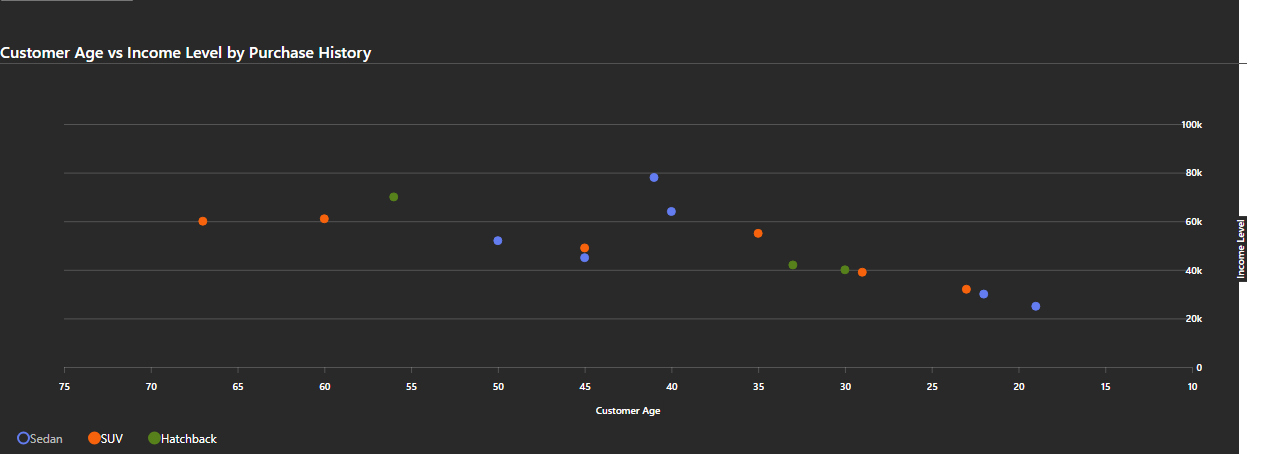 Customer Age vs Income Level by Purchase History
100k
80k
60k
40k
20k
0
Income Level
75 70 65 60 55 50 45 40 35 30 25 20 15 10
Customer Age
Sedan SUV Hatchback